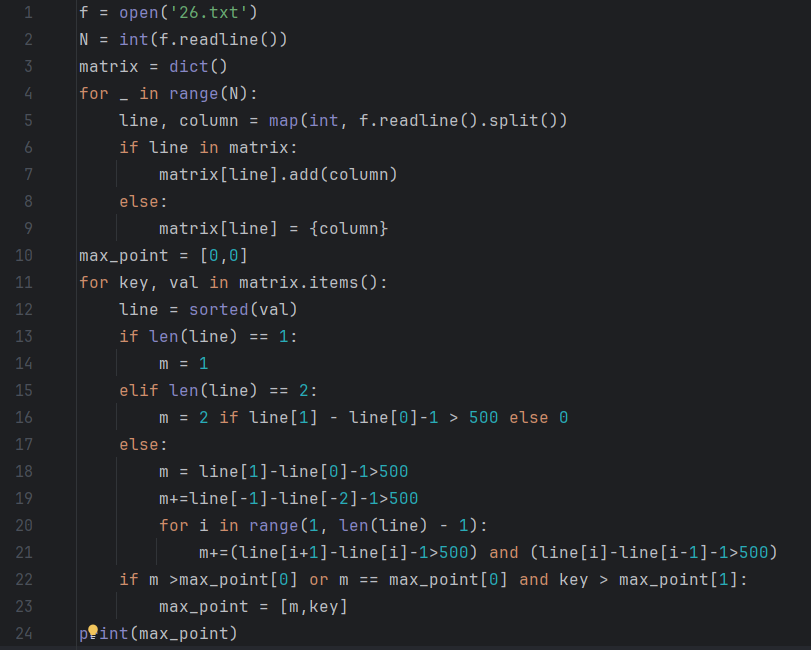 1 f = open('26.txt')
2 N = int(f.readline())
3 matrix = dict()
4 for _ in range(N):
5     line, column = map(int, f.readline().split())
6     if line in matrix:
7         matrix[line].add(column)
8     else:
9         matrix[line] = {column}
10 max_point = [0,0]
11 for key, val in matrix.items():
12     line = sorted(val)
13     if len(line) == 1:
14         m = 1
15     elif len(line) == 2:
16         m = 2 if line[1] - line[0]-1 > 500 else 0
17     else:
18         m = line[1]-line[0]-1>500
19         m+=line[-1]-line[-2]-1>500
20         for i in range(1, len(line) - 1):
21             m+=(line[i+1]-line[i]-1>500) and (line[i]-line[i-1]-1>500)
22     if m >max_point[0] or m == max_point[0] and key > max_point[1]:
23         max_point = [m,key]
24 print(max_point)